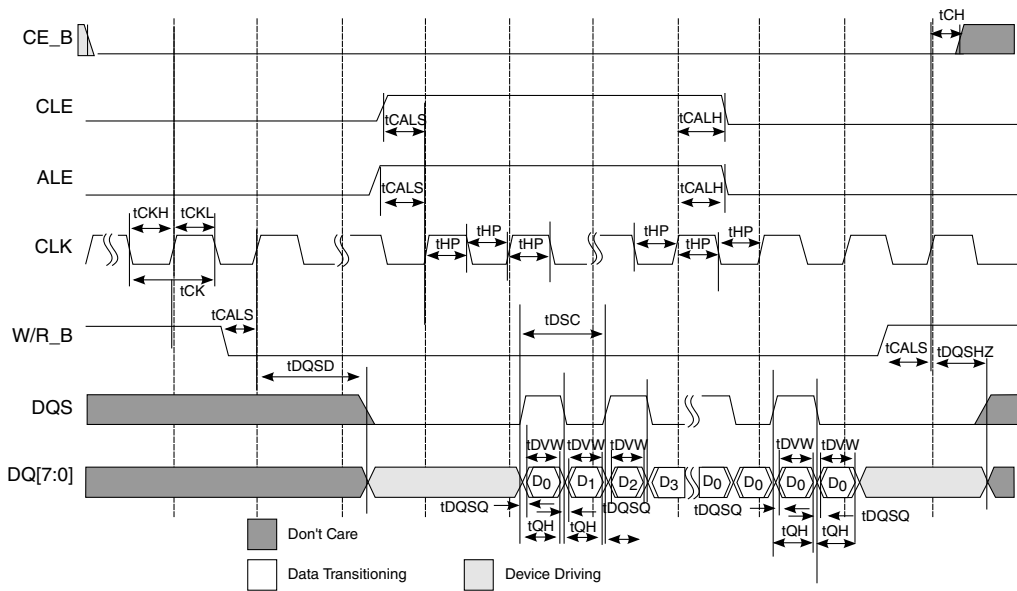 tCH
CE_B
CLE
tCALS
tCALH
ALE
tCALS
tCALH
tCKH
tCKL
tHP
tHP
tHP
tHP
tHP
tHP
CLK
tCK
tCALS
tDSC
W/R_B
tCALS
tDQSHZ
tDQSD
DQS
tDVW
tDVW
tDVW
tDVW
tDVW
DQ[7:0]
D0
D1
D2
D3
D0
D0
D0
D0
tDQSQ
tDQSQ
tDQSQ
tDQSQ
tQH
tQH
tQH
tQH
Don't Care
Data Transitioning
Device Driving